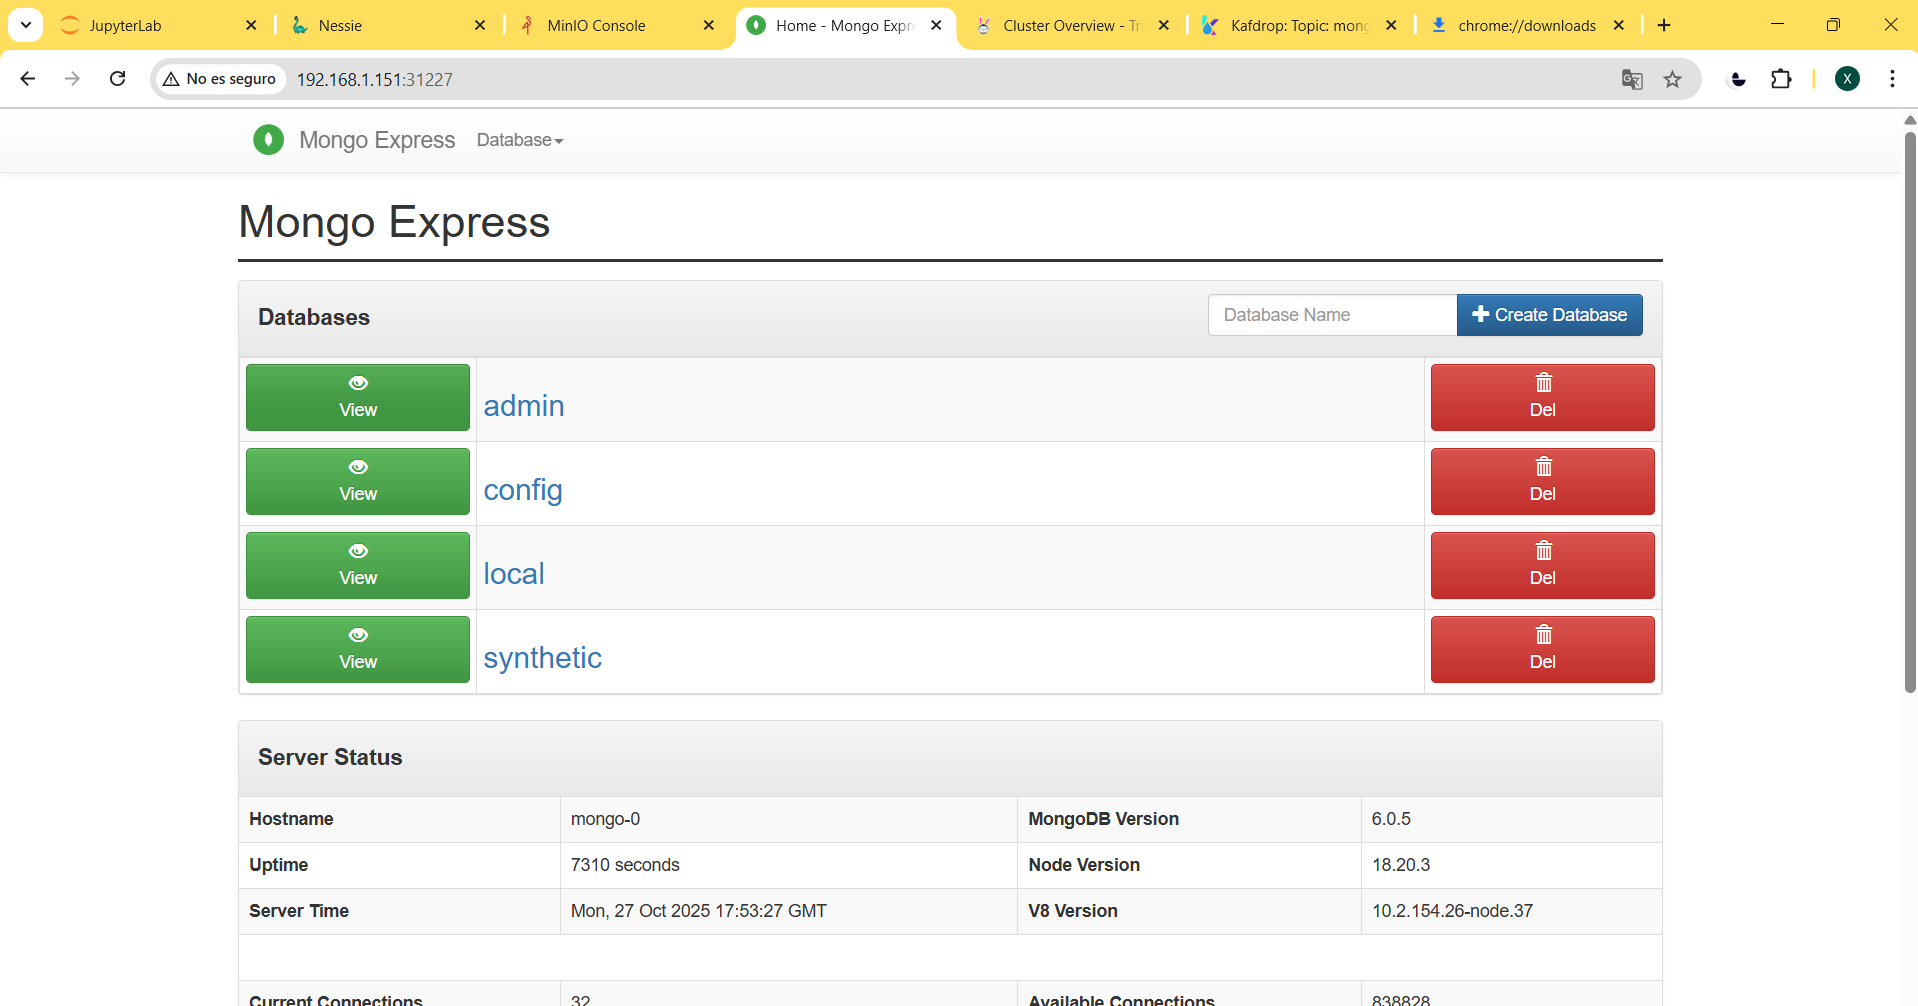 JupyterLab
Nessie
MinIO Console
Home - Mongo Expr
Cluster Overview - Tr
Kafdrop: Topic: mong
chrome://downloads
No es seguro
192.168.1.151:31227
X
Mongo Express
Database
Mongo Express
Databases
Database Name
Create Database
View
admin
Del
View
config
Del
View
local
Del
View
synthetic
Del
Server Status
Hostname mongo-0 MongoDB Version 6.0.5
Uptime 7310 seconds Node Version 18.20.3
Server Time Mon, 27 Oct 2025 17:53:27 GMT V8 Version 10.2.154.26-node.37
Current Connections 32 Available Connections 838828